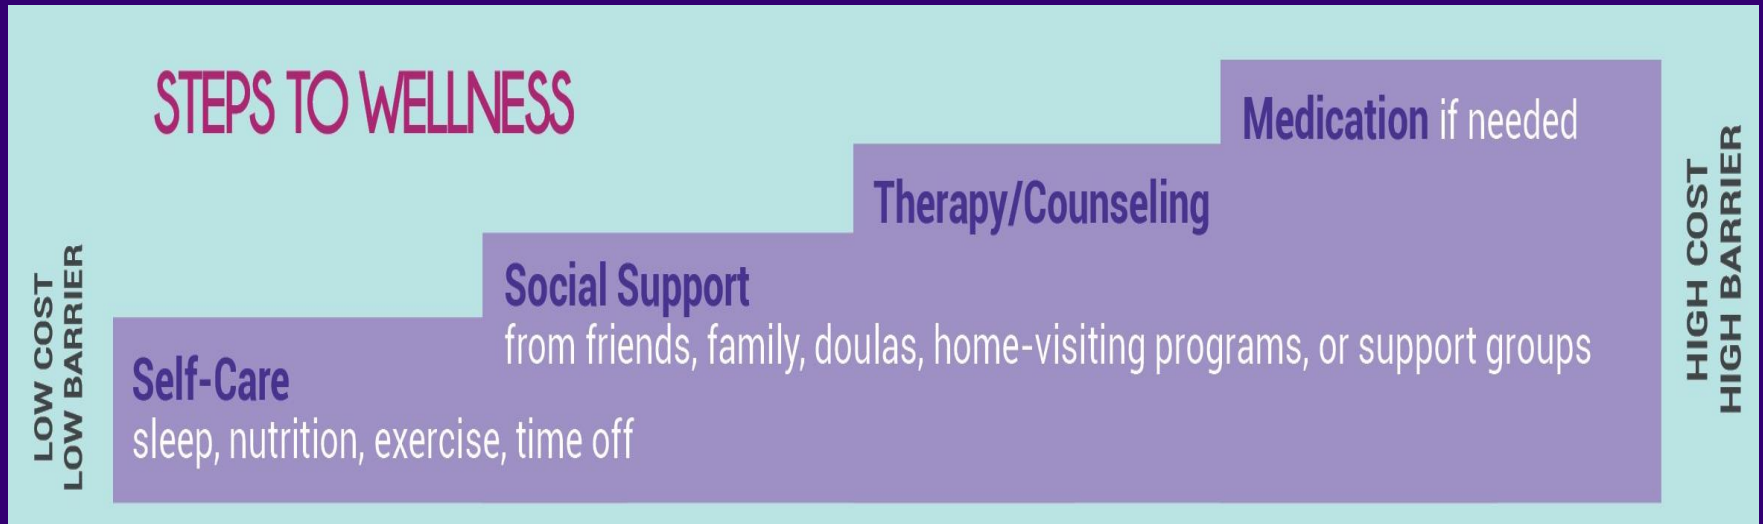 STEPS TO WELLNESS
Medication if needed
Therapy/Counseling
Social Support
from friends, family, doulas, home-visiting programs, or support groups
Self-Care
sleep, nutrition, exercise, time off
LOW COST
LOW BARRIER
HIGH COST
HIGH BARRIER